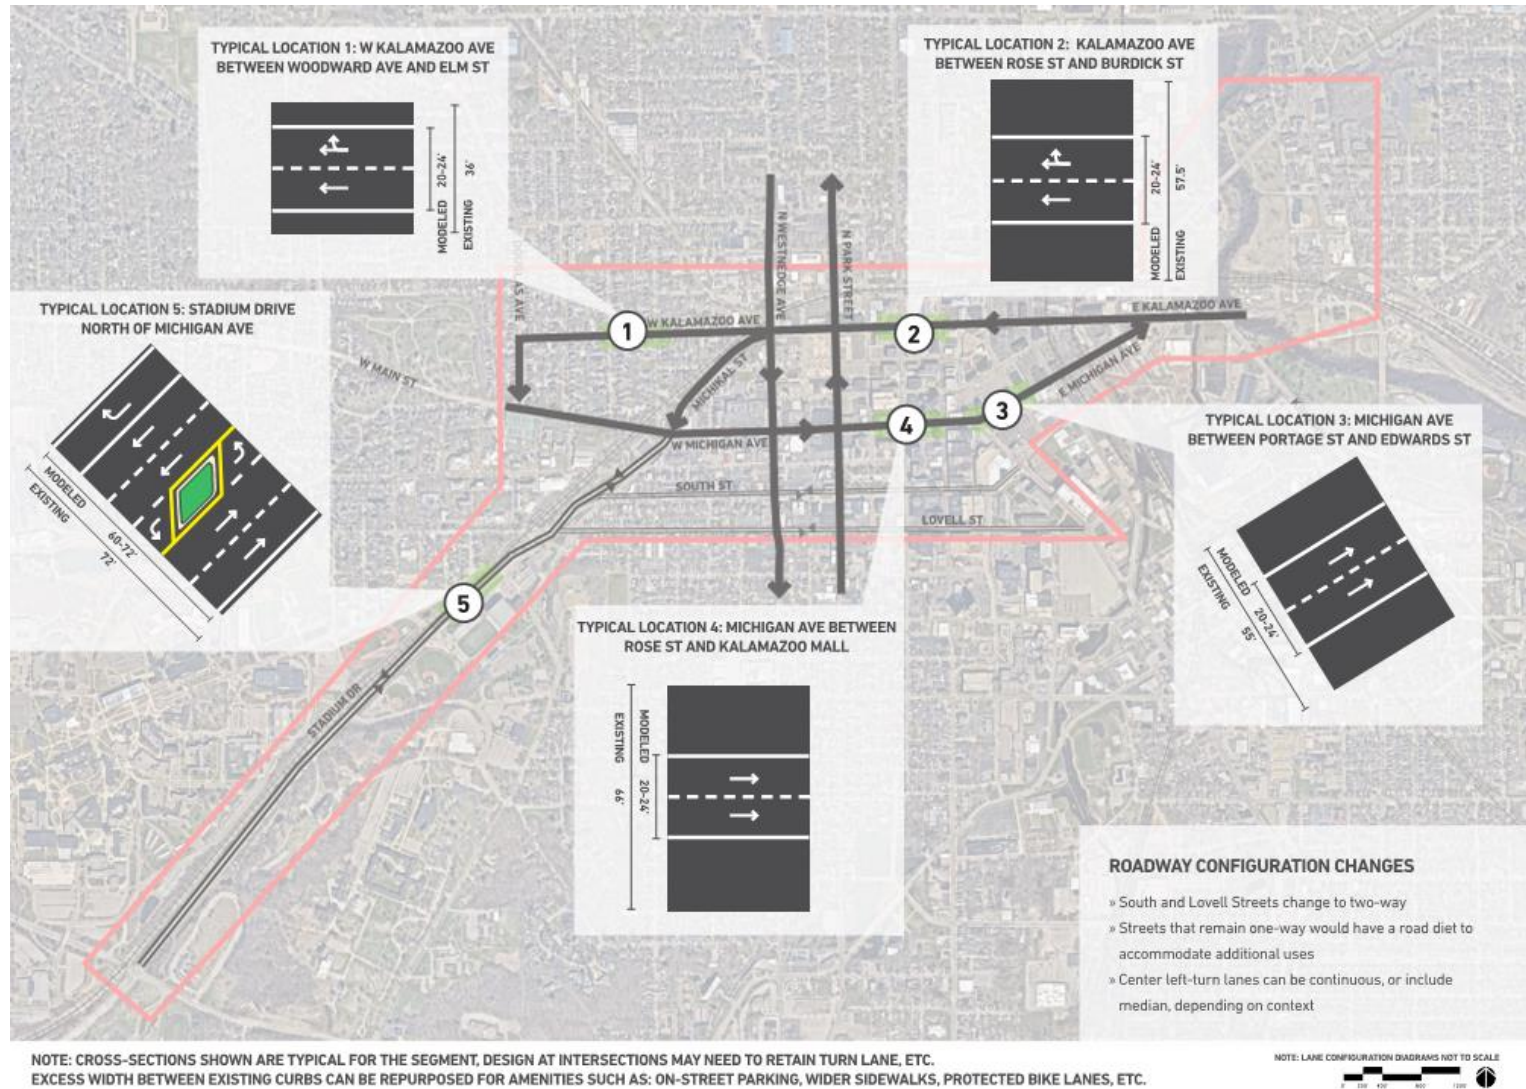 TYPICAL LOCATION 1: W KALAMAZOO AVE
BETWEEN WOODWARD AVE AND ELM ST
MODELED 20-24'
EXISTING 36'
TYPICAL LOCATION 2: KALAMAZOO AVE
BETWEEN ROSE ST AND BURDICK ST
MODELED 20-24'
EXISTING 57.5'
TYPICAL LOCATION 5: STADIUM DRIVE
NORTH OF MICHIGAN AVE
MODELED 60-72'
EXISTING 72'
AS AVE
N WESTNEDGE AVE
N PARK STREET
E KALAMAZOO AVE
1
W KALAMAZOO AVE
2
W MAIN ST
MICHIKAL ST
E MICHIGAN AVE
3
4
W MICHIGAN AVE
SOUTH ST
LOVELL ST
5
STADIUM DR
TYPICAL LOCATION 3: MICHIGAN AVE
BETWEEN PORTAGE ST AND EDWARDS ST
MODELED 20-24'
EXISTING 55'
TYPICAL LOCATION 4: MICHIGAN AVE BETWEEN
ROSE ST AND KALAMAZOO MALL
MODELED 20-24'
EXISTING 66'
ROADWAY CONFIGURATION CHANGES
» South and Lovell Streets change to two-way
» Streets that remain one-way would have a road diet to
accommodate additional uses
» Center left-turn lanes can be continuous, or include
median, depending on context
NOTE: CROSS-SECTIONS SHOWN ARE TYPICAL FOR THE SEGMENT, DESIGN AT INTERSECTIONS MAY NEED TO RETAIN TURN LANE, ETC.
EXCESS WIDTH BETWEEN EXISTING CURBS CAN BE REPURPOSED FOR AMENITIES SUCH AS: ON-STREET PARKING, WIDER SIDEWALKS, PROTECTED BIKE LANES, ETC.
NOTE: LANE CONFIGURATION DIAGRAMS NOT TO SCALE